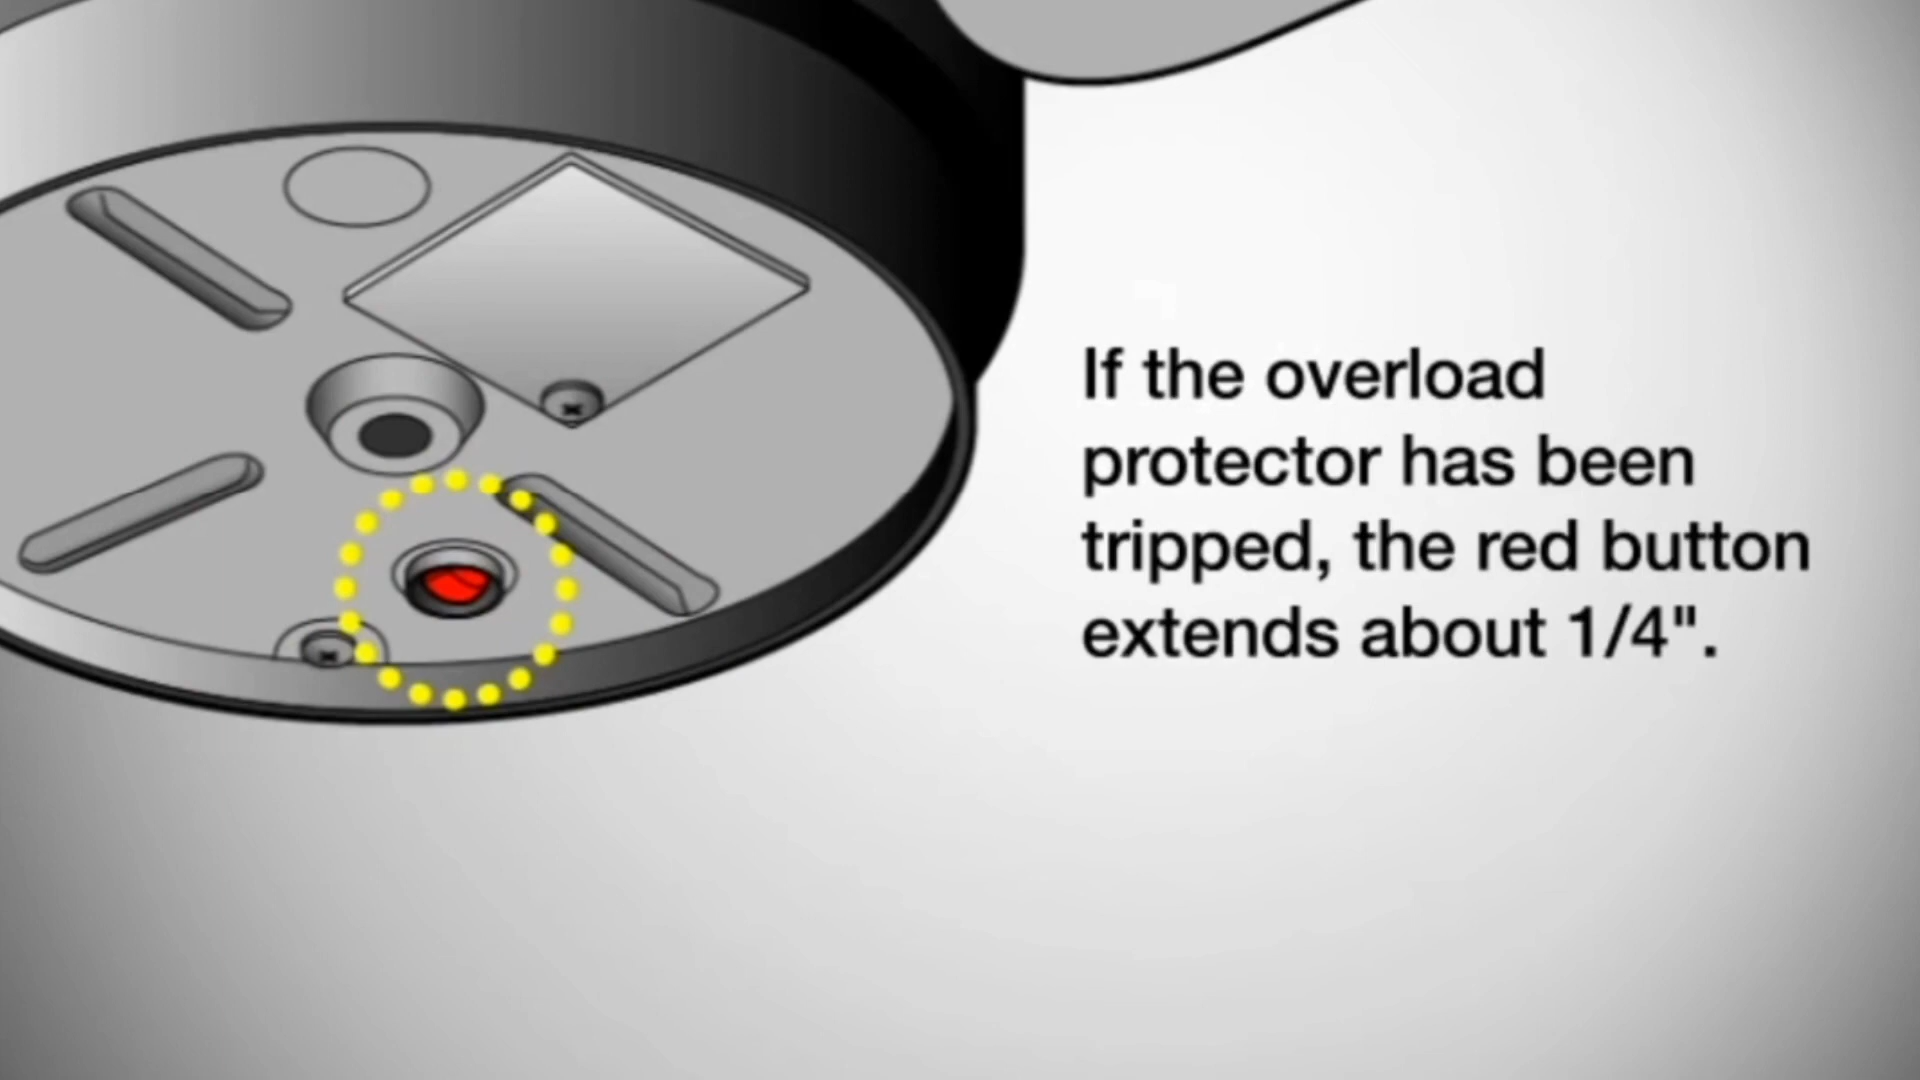 If the overload
protector has been
tripped, the red button
extends about 1/4".